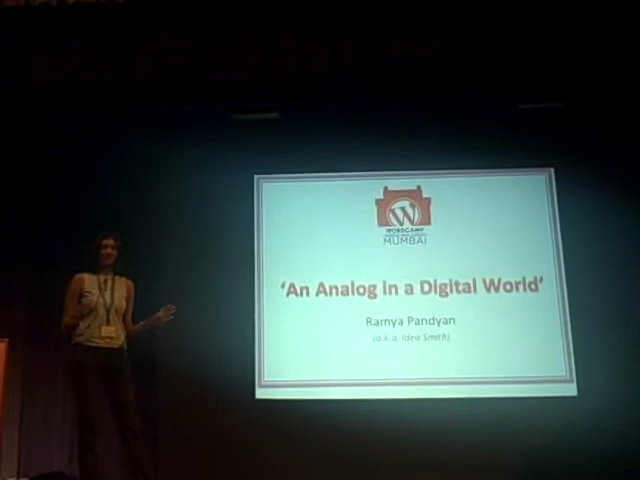 WORDCAMP
MUMBAI
'An Analog in a Digital World'
Ramya Pandyan
(a.k.a. Idea Smith)